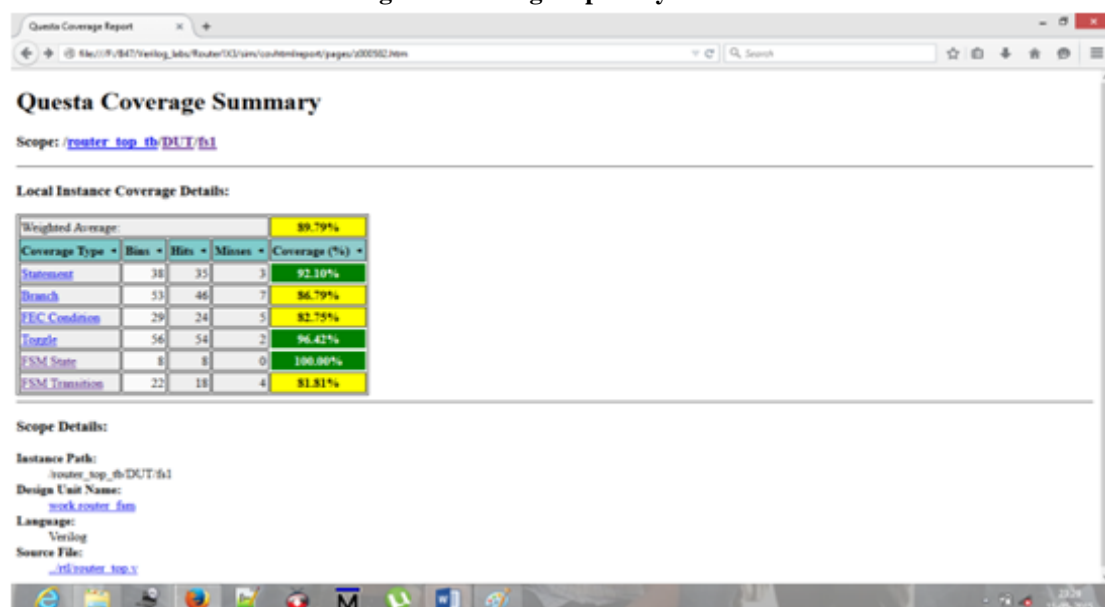 Questa Coverage Report × +
Search
Questa Coverage Summary
Scope: /router_top_tb/DUT/fs1
Local Instance Coverage Details:
Weighted Average: 89.79%
Coverage Type Bins Hits Misses Coverage (%)
Statement 38 35 3 92.10%
Branch 53 46 7 86.79%
FEC Condition 29 24 5 82.75%
Toggle 56 54 2 96.42%
FSM State 8 8 0 100.00%
FSM Transition 22 18 4 81.81%
Scope Details:
Instance Path:
/router_top_tb/DUT/fs1
Design Unit Name:
work.router_fsm
Language:
Verilog
Source File:
../rtl/router_top.v